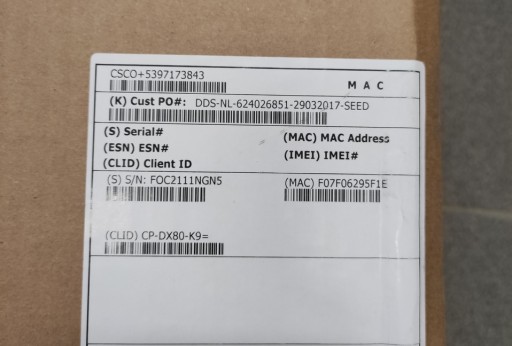 CSCO+5397173843
M A C
(K) Cust PO#: DDS-NL-624026851-29032017-SEED
(S) Serial#
(MAC) MAC Address
(ESN) ESN#
(IMEI) IMEI#
(CLID) Client ID
(S) S/N: FOC2111NGN5
(MAC) F07F06295F1E
(CLID) CP-DX80-K9=